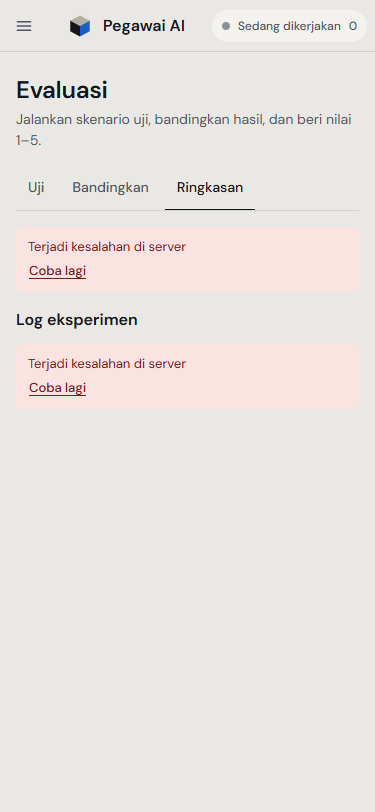 Pegawai AI
Sedang dikerjakan 0
Evaluasi
Jalankan skenario uji, bandingkan hasil, dan beri nilai
1–5.
Uji Bandingkan Ringkasan
Terjadi kesalahan di server
Coba lagi
Log eksperimen
Terjadi kesalahan di server
Coba lagi